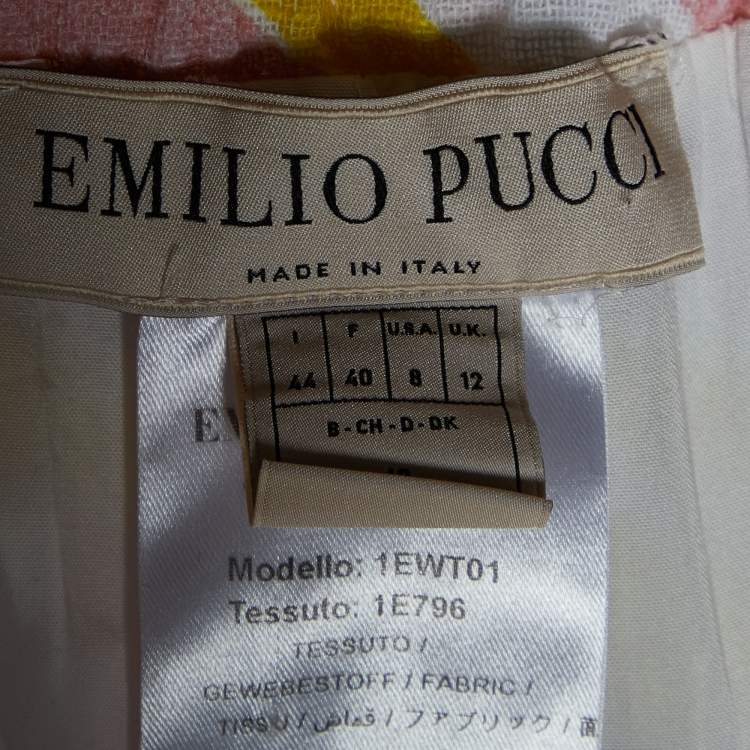 EMILIO PUCCI
MADE IN ITALY
I F U.S.A. U.K.
44 40 8 12
B-CH-D-DK
Modello: 1EWT01
Tessuto: 1E796
TESSUTO /
GEWEBESTOFF / FABRIC /
TISSU / قماش / ファブリック /